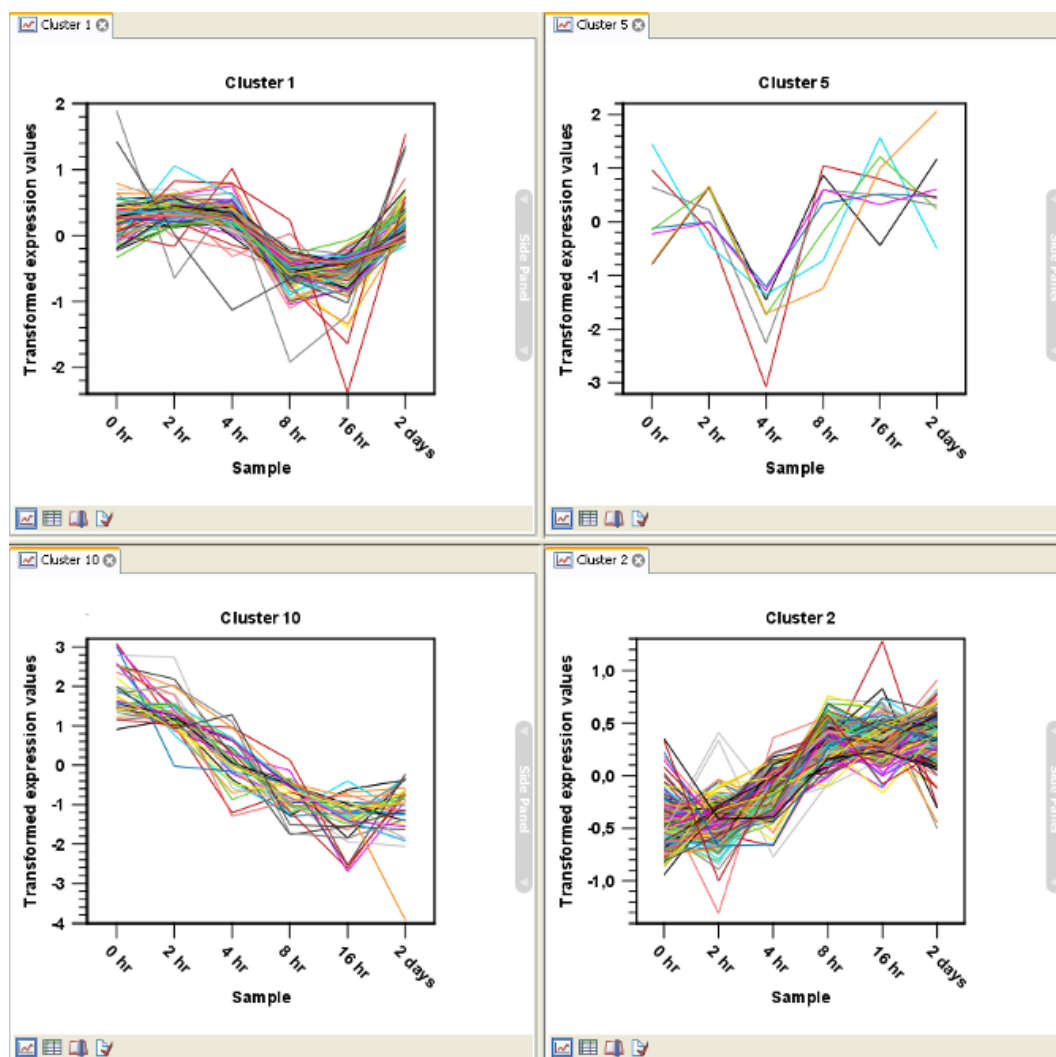 Cluster 1
Cluster 1
Transformed expression values
2
1
0
-1
-2
0 hr
2 hr
4 hr
8 hr
16 hr
2 days
Sample
Side Panel
Cluster 5
Cluster 5
Transformed expression values
2
1
0
-1
-2
-3
0 hr
2 hr
4 hr
8 hr
16 hr
2 days
Sample
Cluster 10
Cluster 10
Transformed expression values
3
2
1
0
-1
-2
-3
-4
0 hr
2 hr
4 hr
8 hr
16 hr
2 days
Sample
Side Panel
Cluster 2
Cluster 2
Transformed expression values
1,0
0,5
0,0
-0,5
-1,0
0 hr
2 hr
4 hr
8 hr
16 hr
2 days
Sample